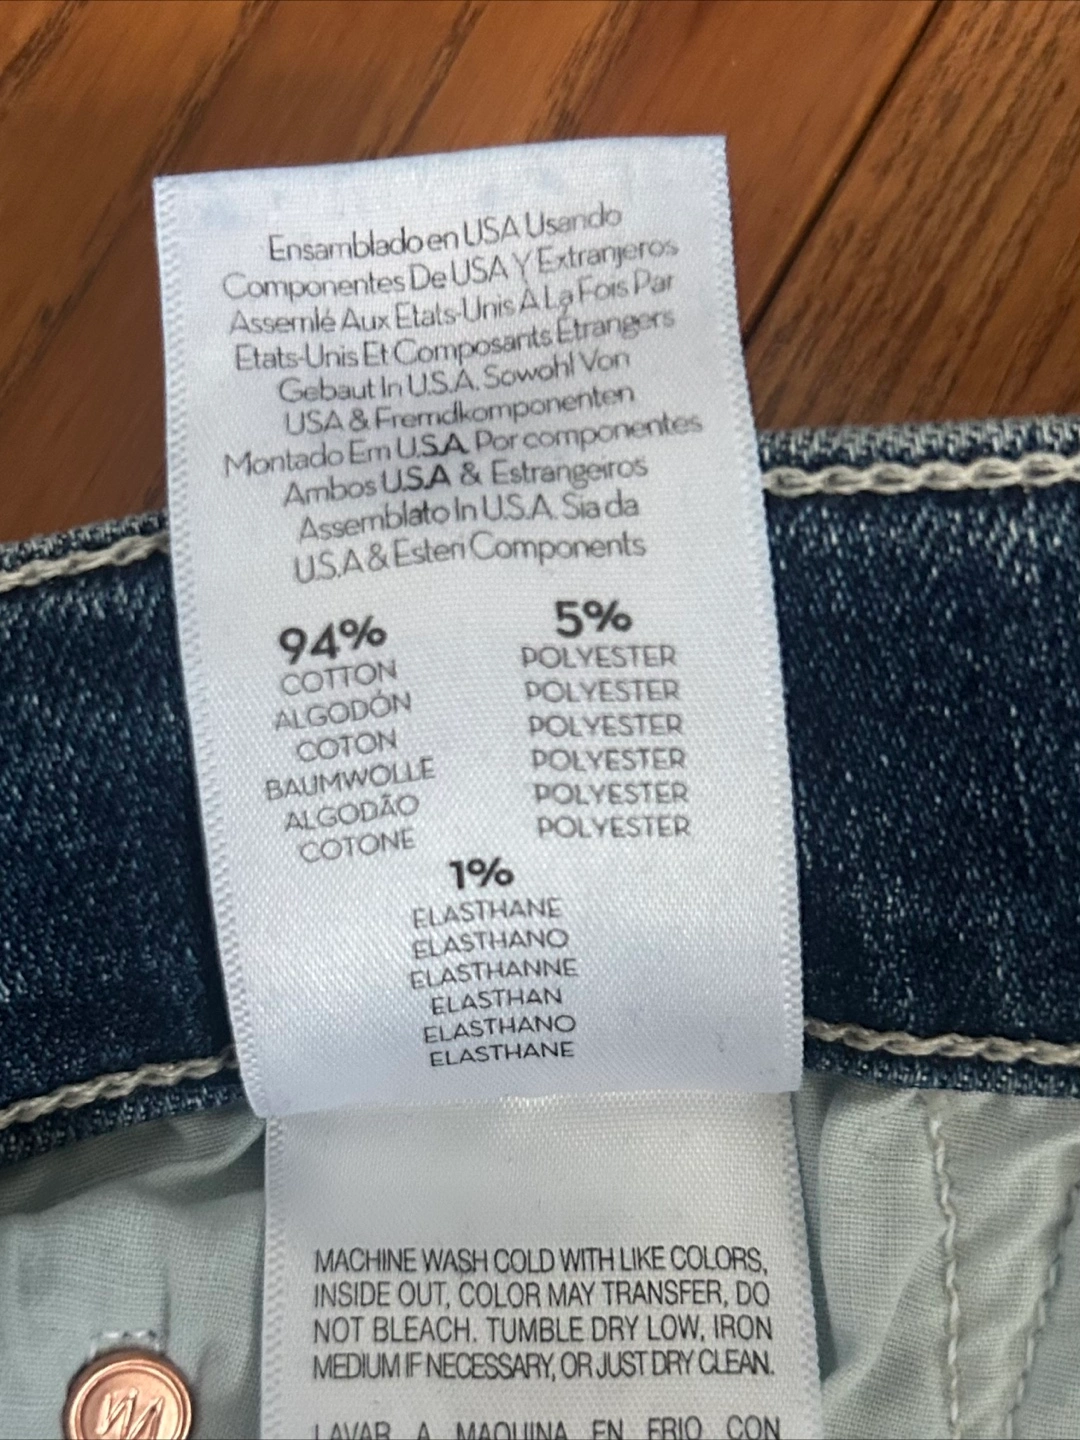 Ensamblado en USA Usando
Componentes De USA Y Extranjeros
Assemlé Aux Etats-Unis À La Fois Par
Etats-Unis Et Composants Étrangers
Gebaut In U.S.A. Sowohl Von
USA & Fremdkomponenten
Montado Em U.S.A. Por componentes
Ambos U.S.A & Estrangeiros
Assemblato In U.S.A. Sia da
U.S.A & Esteri Components
94%
COTTON
ALGODÓN
COTON
BAUMWOLLE
ALGODÃO
COTONE
5%
POLYESTER
POLYESTER
POLYESTER
POLYESTER
POLYESTER
POLYESTER
1%
ELASTHANE
ELASTHANO
ELASTHANNE
ELASTHAN
ELASTHANO
ELASTHANE
MACHINE WASH COLD WITH LIKE COLORS,
INSIDE OUT, COLOR MAY TRANSFER, DO
NOT BLEACH. TUMBLE DRY LOW, IRON
MEDIUM IF NECESSARY, OR JUST DRY CLEAN.
LAVAR A MAQUINA EN FRIO CON